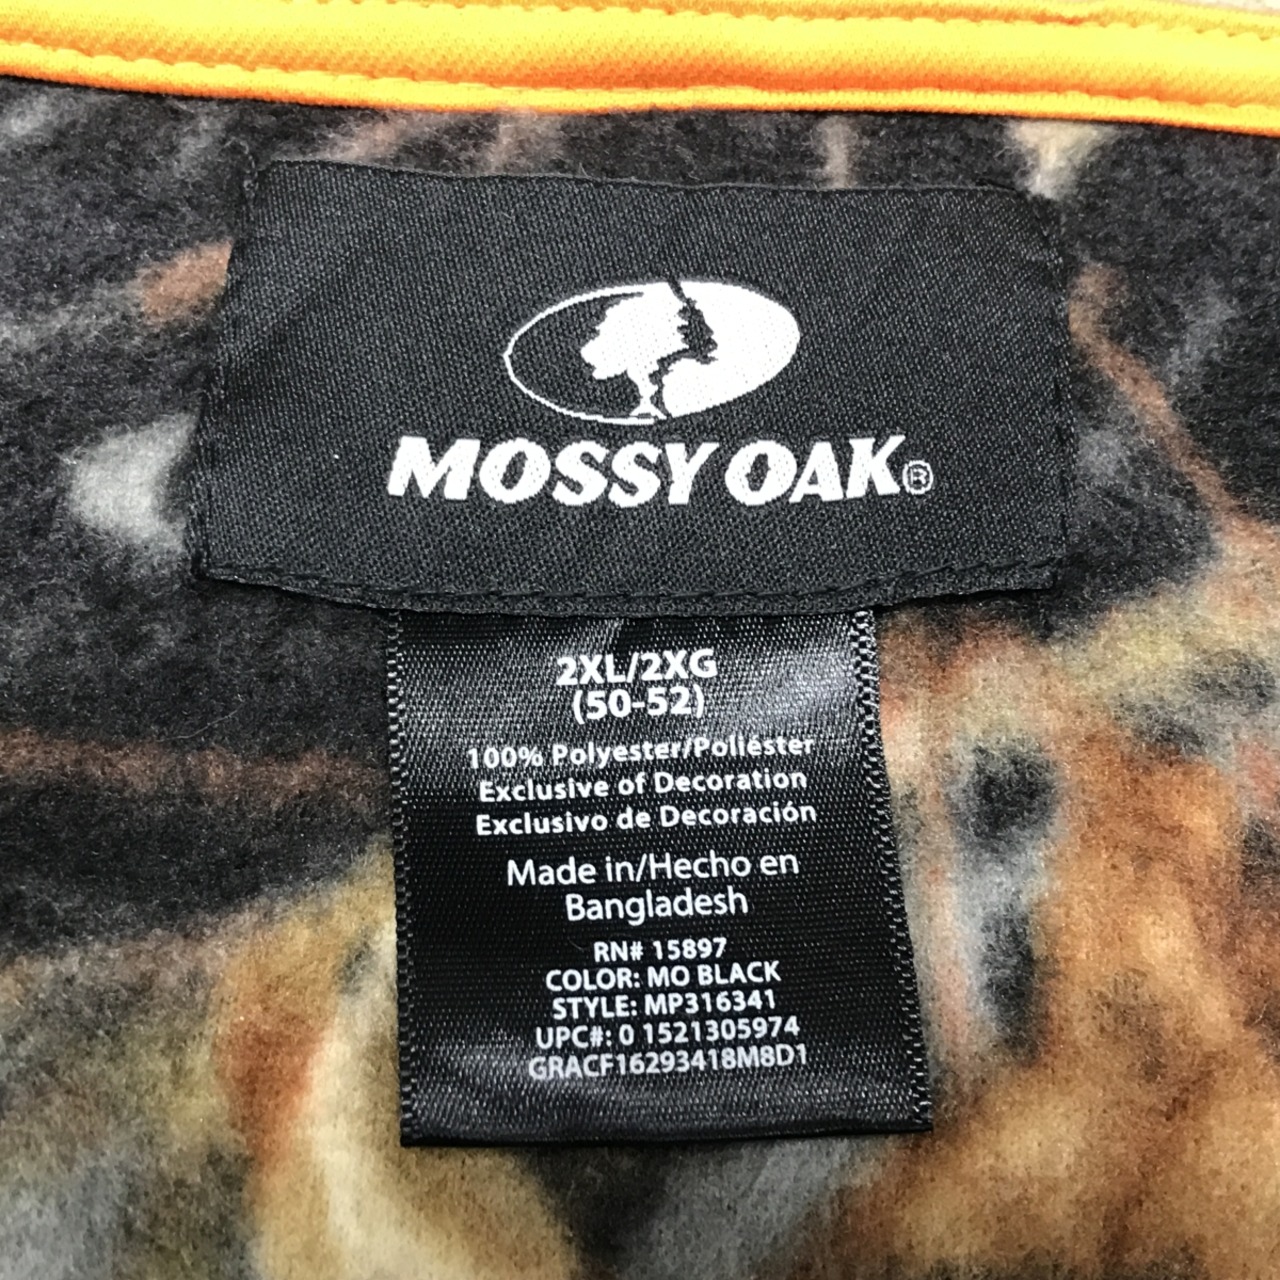 MOSSY OAK®
2XL/2XG
(50-52)
100% Polyester/Poliéster
Exclusive of Decoration
Exclusivo de Decoración
Made in/Hecho en
Bangladesh
RN# 15897
COLOR: MO BLACK
STYLE: MP316341
UPC#: 0 1521305974
GRACF16293418M8D1